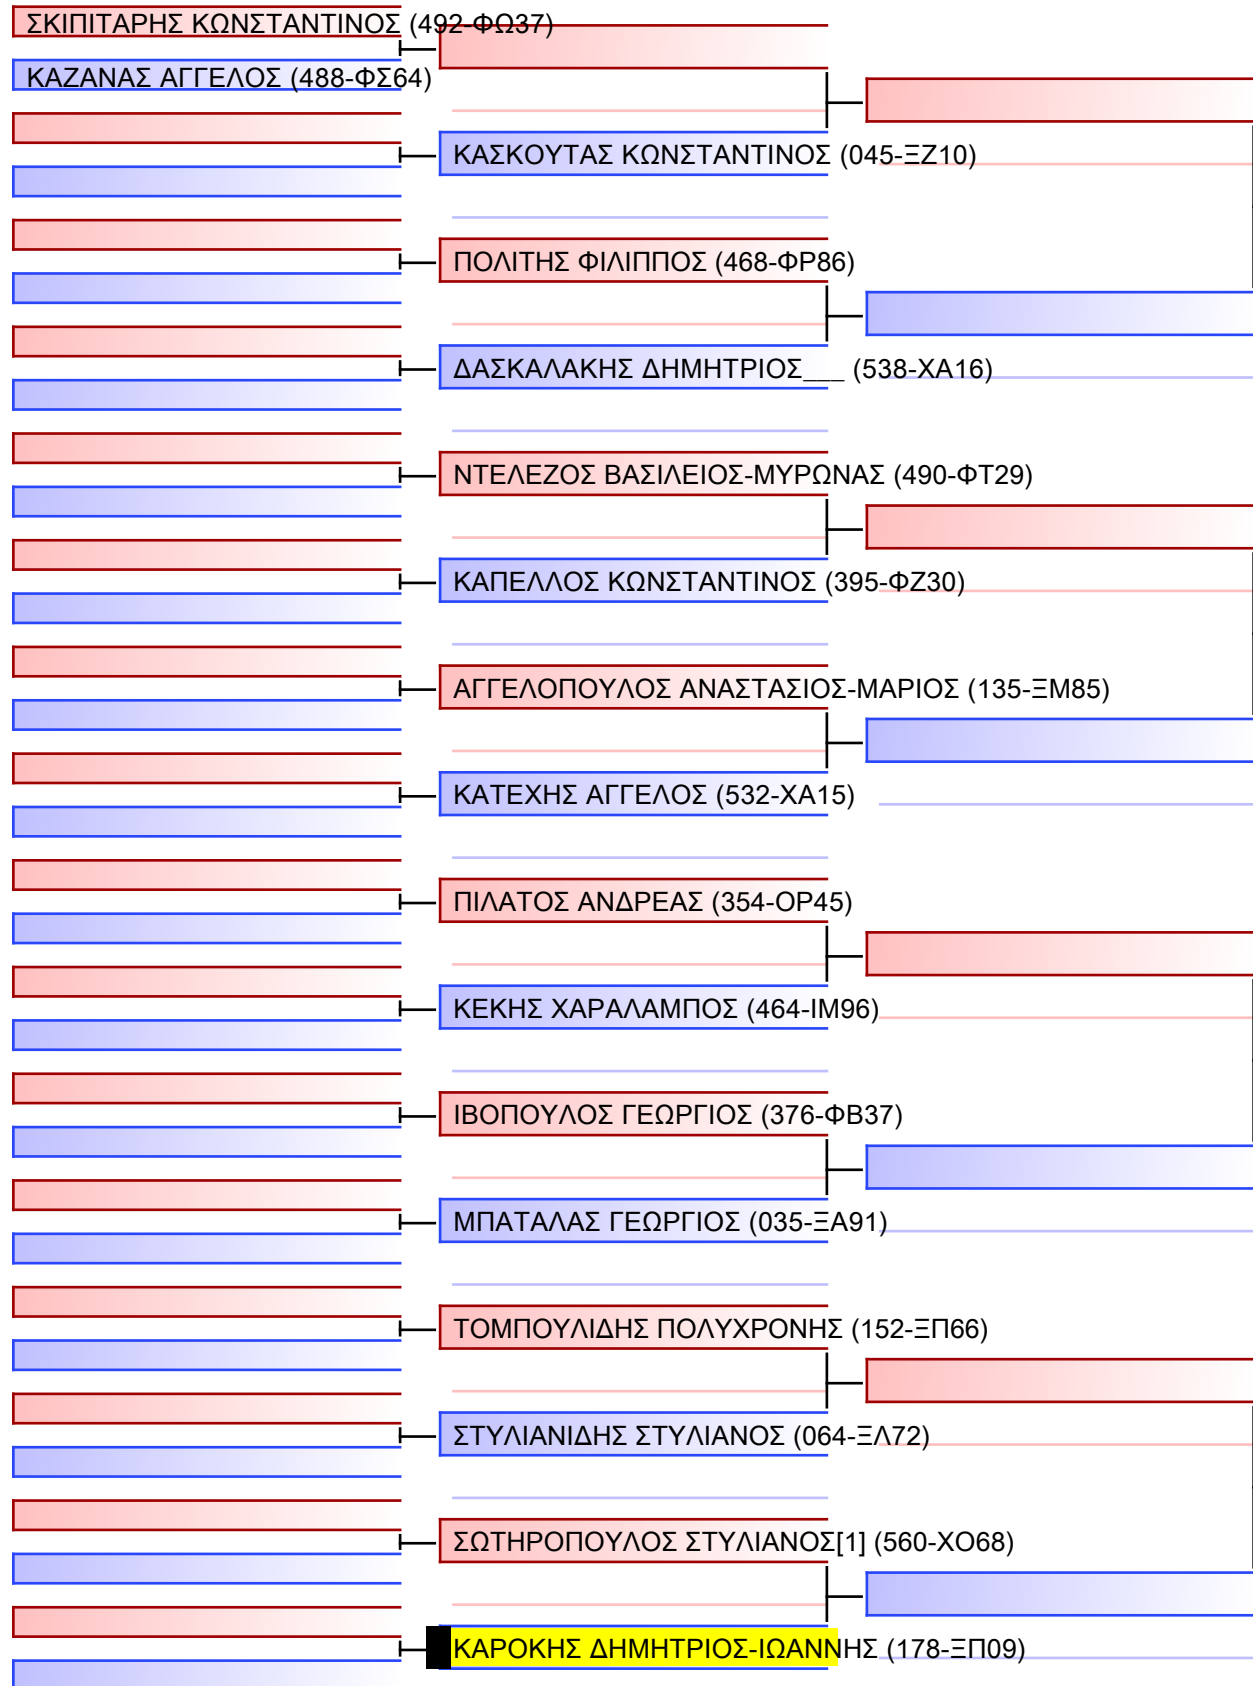 ΣΚΙΠΙΤΑΡΗΣ ΚΩΝΣΤΑΝΤΙΝΟΣ (492-ΦΩ37)
ΚΑΖΑΝΑΣ ΑΓΓΕΛΟΣ (488-ΦΣ64)
ΚΑΣΚΟΥΤΑΣ ΚΩΝΣΤΑΝΤΙΝΟΣ (045-ΞΖ10)
ΠΟΛΙΤΗΣ ΦΙΛΙΠΠΟΣ (468-ΦΡ86)
ΔΑΣΚΑΛΑΚΗΣ ΔΗΜΗΤΡΙΟΣ___ (538-ΧΑ16)
ΝΤΕΛΕΖΟΣ ΒΑΣΙΛΕΙΟΣ-ΜΥΡΩΝΑΣ (490-ΦΤ29)
ΚΑΠΕΛΛΟΣ ΚΩΝΣΤΑΝΤΙΝΟΣ (395-ΦΖ30)
ΑΓΓΕΛΟΠΟΥΛΟΣ ΑΝΑΣΤΑΣΙΟΣ-ΜΑΡΙΟΣ (135-ΞΜ85)
ΚΑΤΕΧΗΣ ΑΓΓΕΛΟΣ (532-ΧΑ15)
ΠΙΛΑΤΟΣ ΑΝΔΡΕΑΣ (354-ΟΡ45)
ΚΕΚΗΣ ΧΑΡΑΛΑΜΠΟΣ (464-ΙΜ96)
ΙΒΟΠΟΥΛΟΣ ΓΕΩΡΓΙΟΣ (376-ΦΒ37)
ΜΠΑΤΑΛΑΣ ΓΕΩΡΓΙΟΣ (035-ΞΑ91)
ΤΟΜΠΟΥΛΙΔΗΣ ΠΟΛΥΧΡΟΝΗΣ (152-ΞΠ66)
ΣΤΥΛΙΑΝΙΔΗΣ ΣΤΥΛΙΑΝΟΣ (064-ΞΛ72)
ΣΩΤΗΡΟΠΟΥΛΟΣ ΣΤΥΛΙΑΝΟΣ[1] (560-ΧΟ68)
ΚΑΡΟΚΗΣ ΔΗΜΗΤΡΙΟΣ-ΙΩΑΝΝΗΣ (178-ΞΠ09)